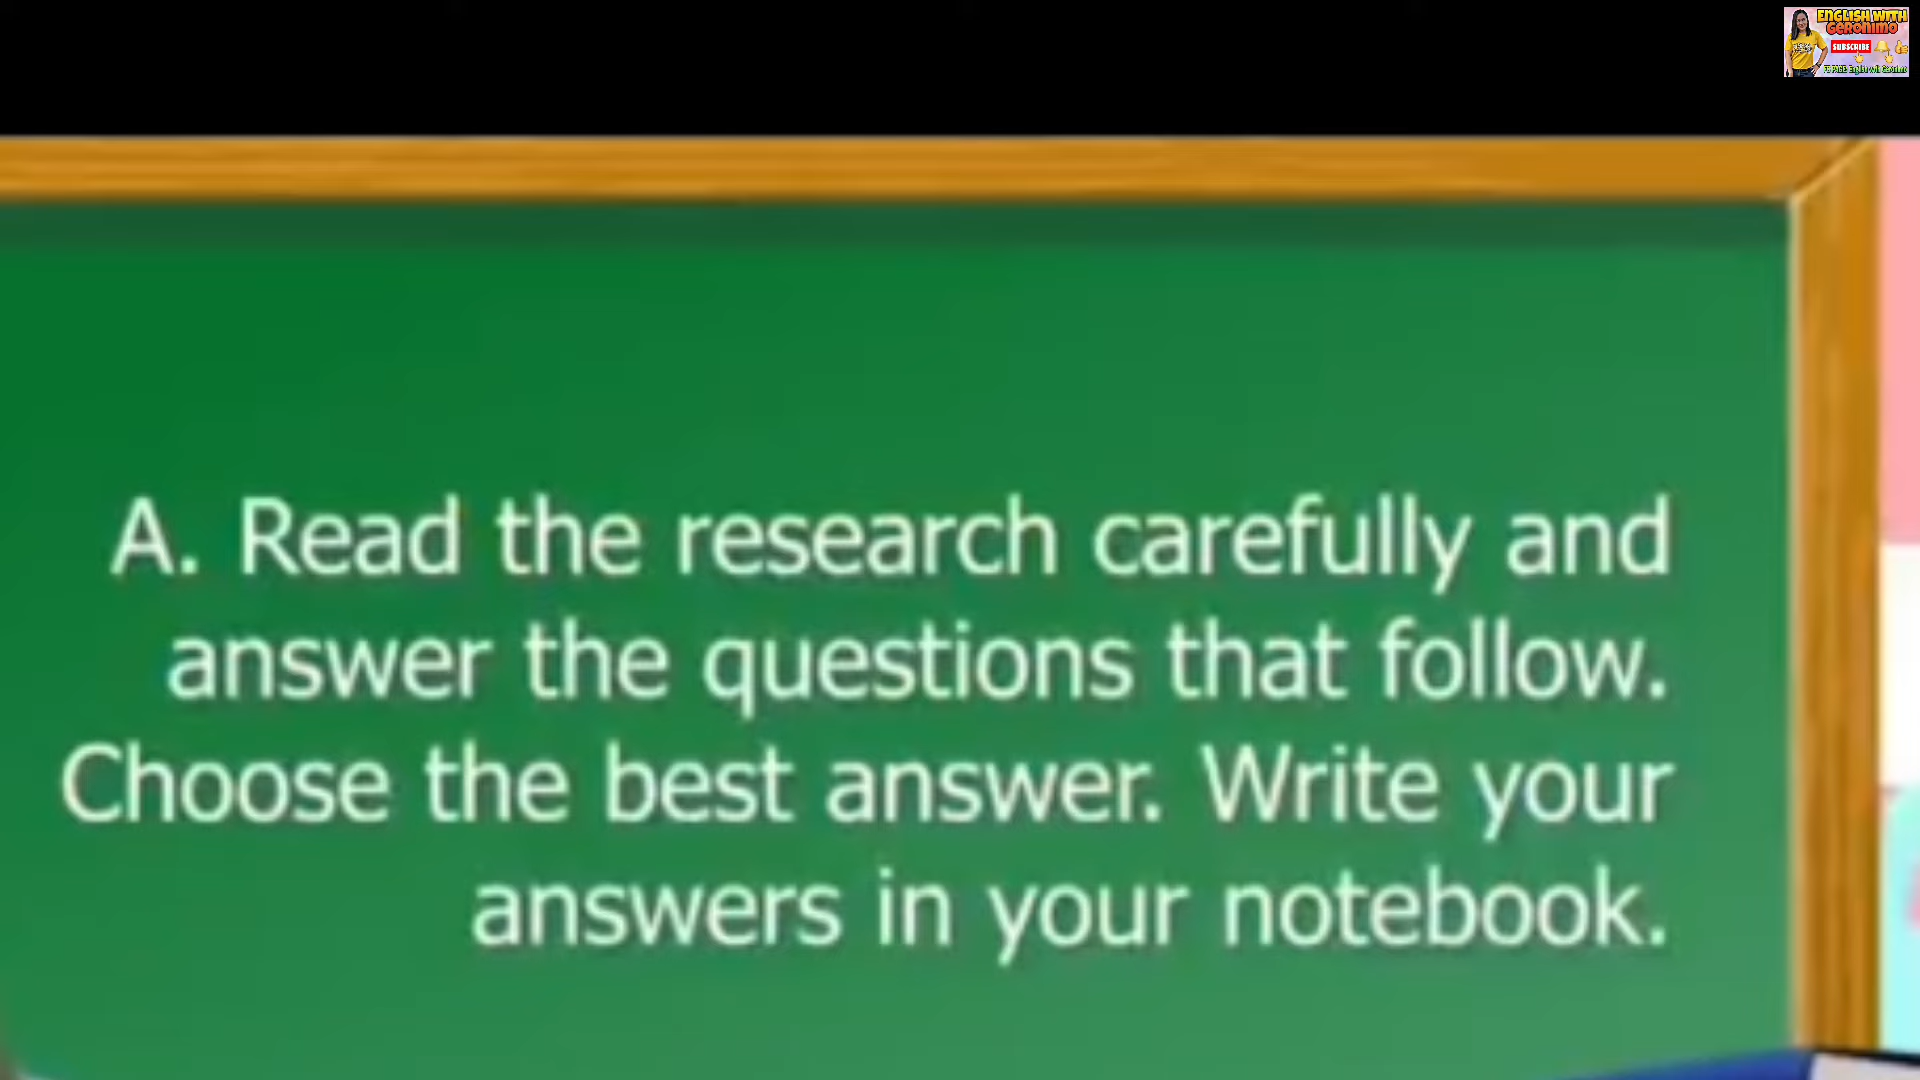 ENGLISH WITH
GERONIMO
SUBSCRIBE
A. Read the research carefully and
answer the questions that follow.
Choose the best answer. Write your
answers in your notebook.